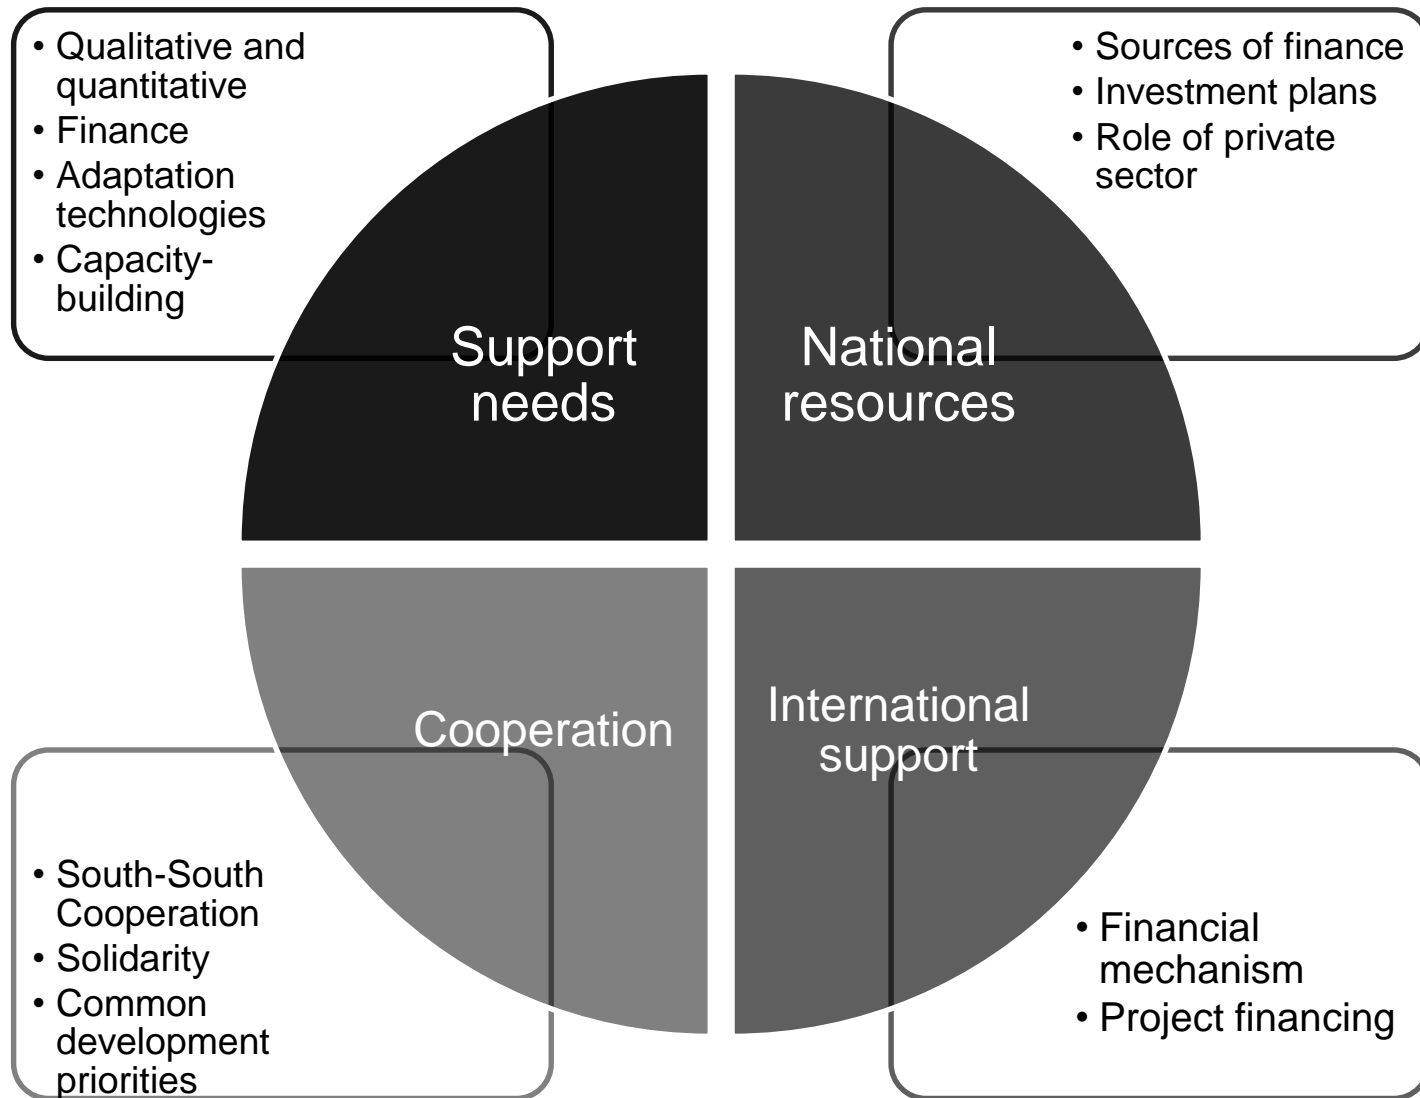 • Qualitative and
quantitative
• Finance
• Adaptation
technologies
• Capacity-
building
• Sources of finance
• Investment plans
• Role of private
sector
Support
needs
National
resources
Cooperation
International
support
• South-South
Cooperation
• Solidarity
• Common
development
priorities
• Financial
mechanism
• Project financing